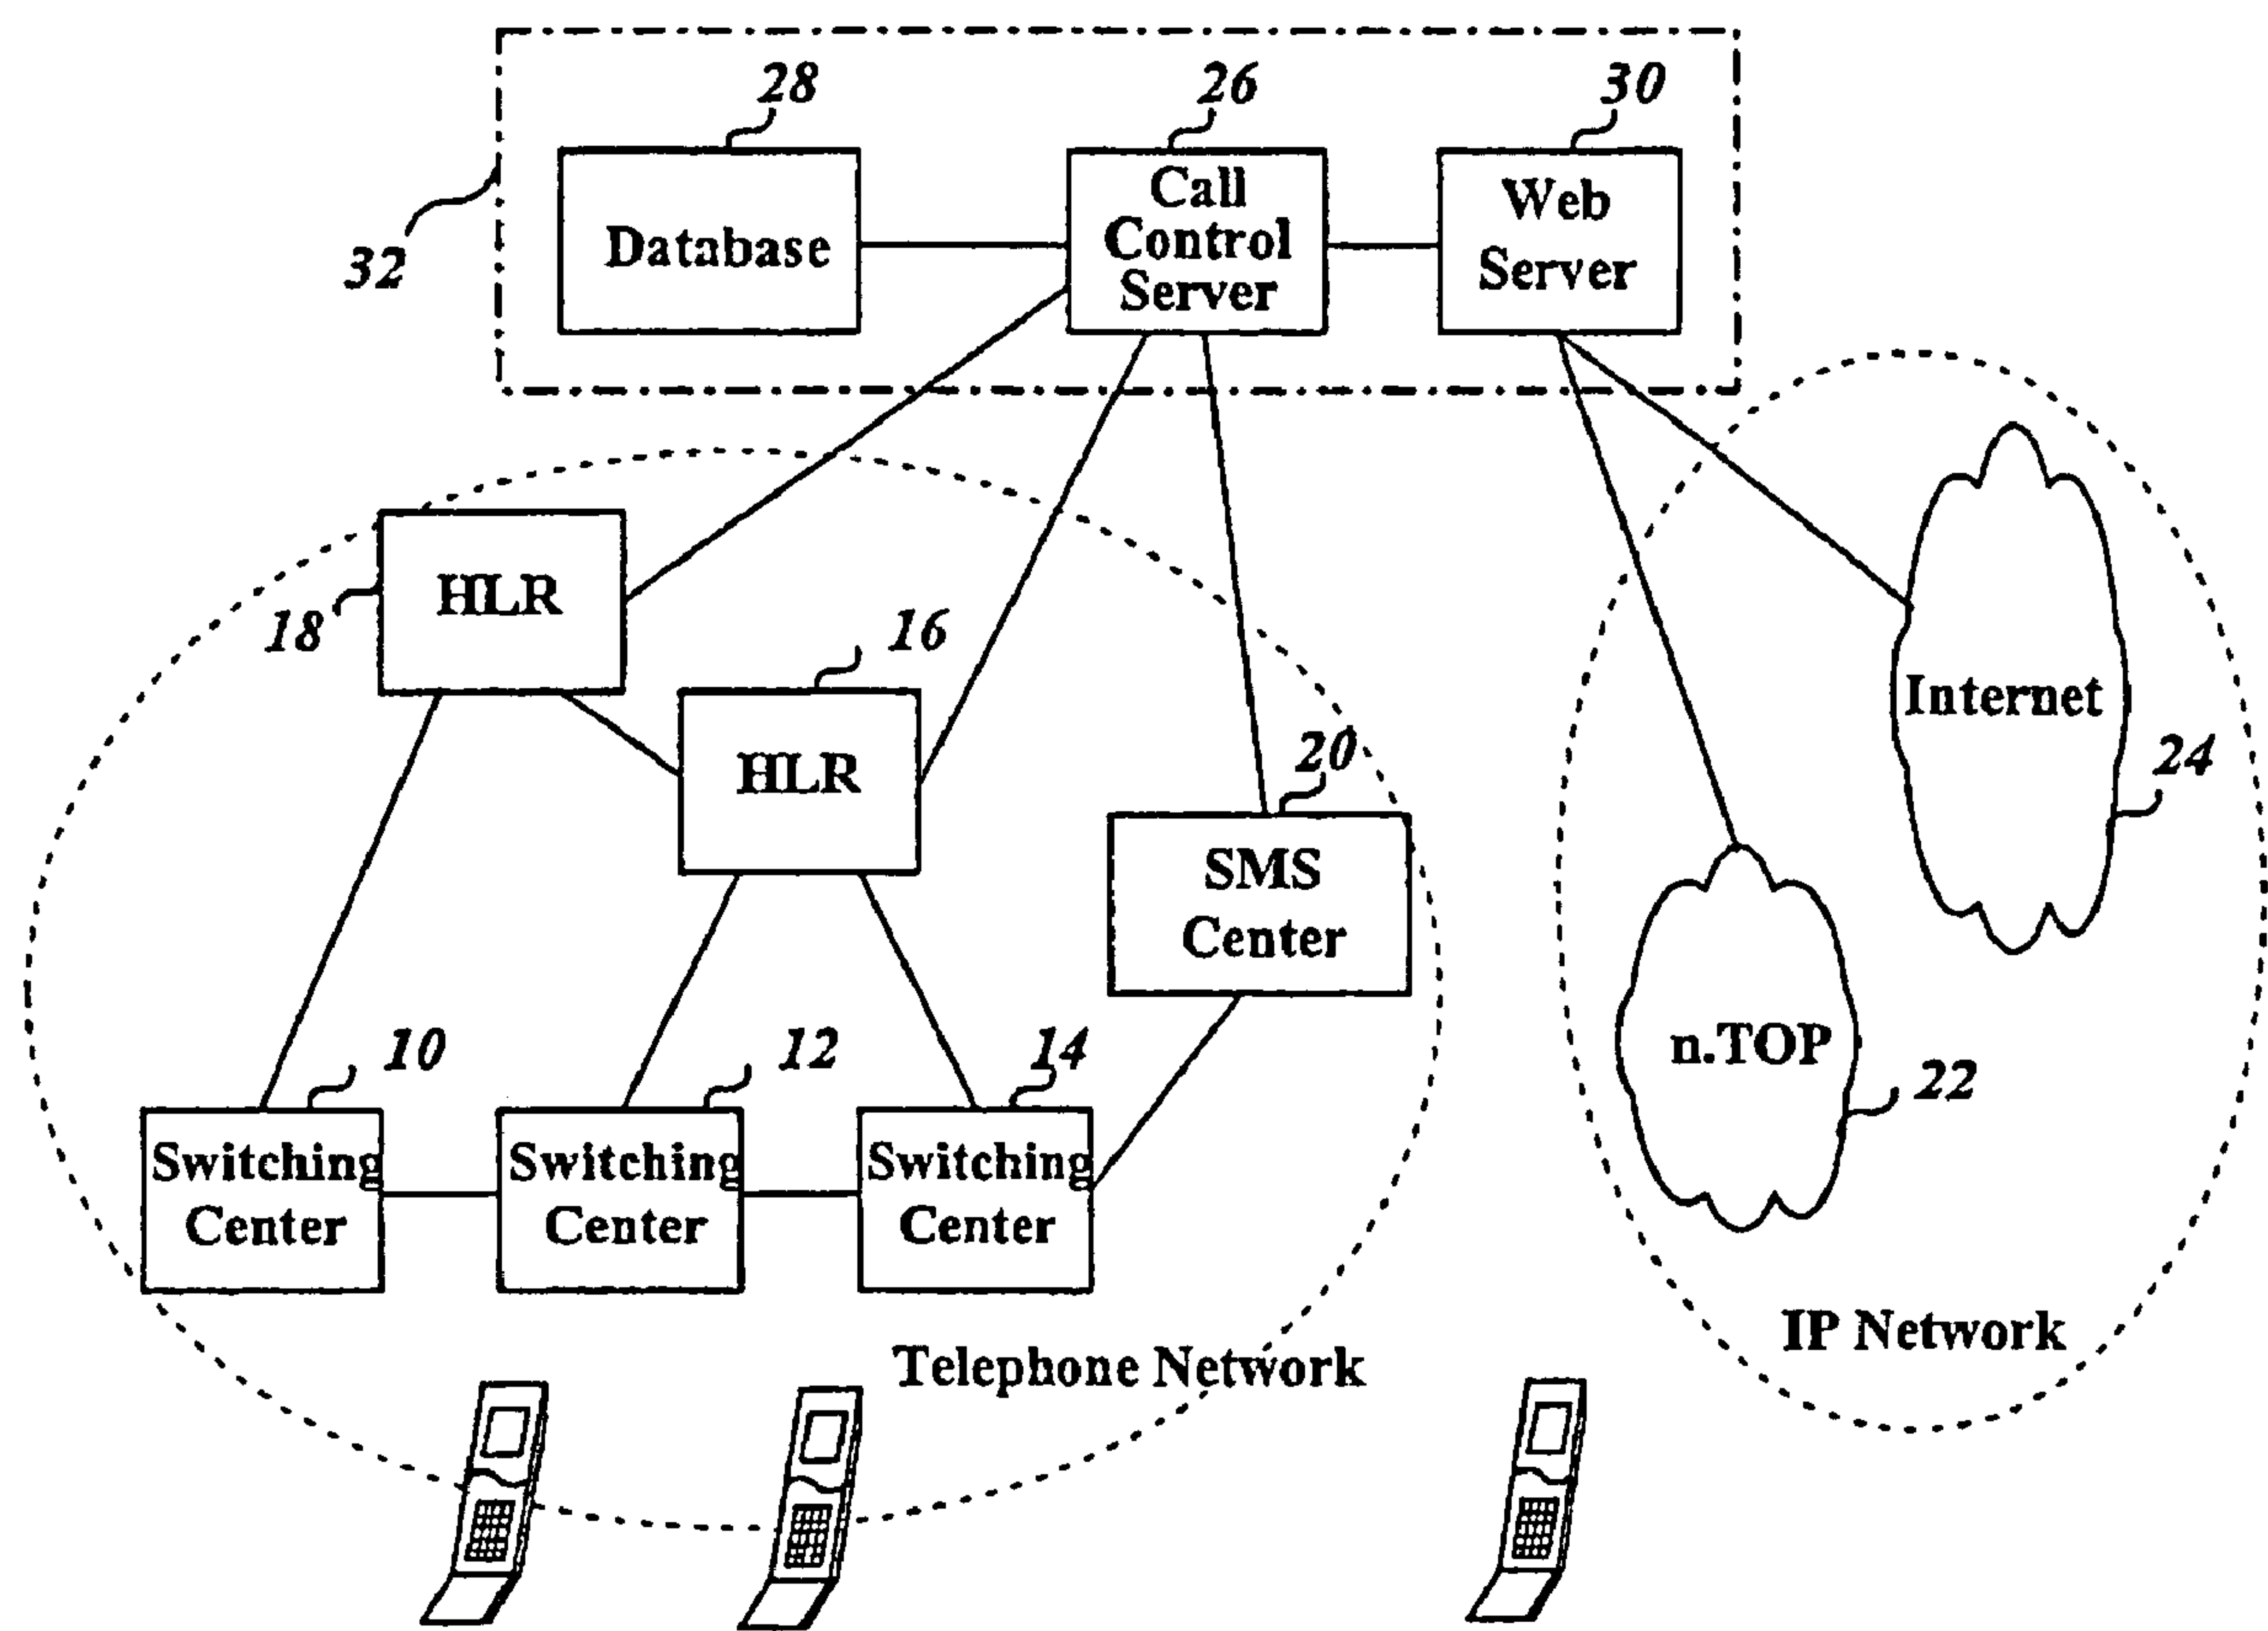 28
26
30
Database
Call
Control
Server
Web
Server
32
HLR
18
16
HLR
20
SMS
Center
Internet
24
n.TOP
22
10
12
14
Switching
Center
Switching
Center
Switching
Center
IP Network
Telephone Network